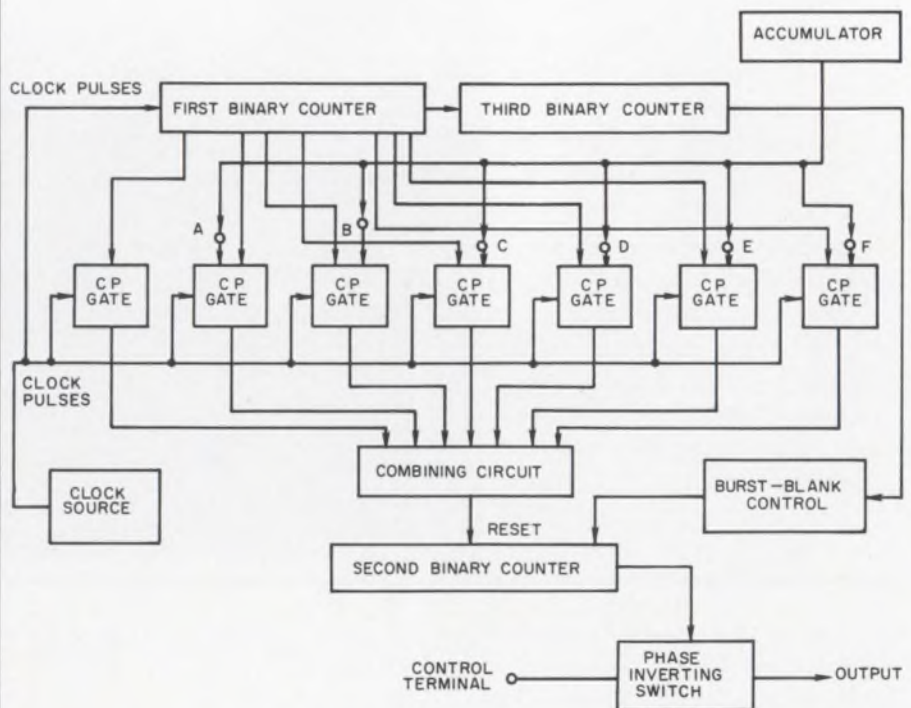 ACCUMULATOR
CLOCK PULSES
FIRST BINARY COUNTER
THIRD BINARY COUNTER
A
B
C
D
E
F
CP
GATE
CP
GATE
CP
GATE
CP
GATE
CP
GATE
CP
GATE
CP
GATE
CLOCK
PULSES
COMBINING CIRCUIT
CLOCK
SOURCE
BURST-BLANK
CONTROL
RESET
SECOND BINARY COUNTER
CONTROL
TERMINAL
PHASE
INVERTING
SWITCH
OUTPUT